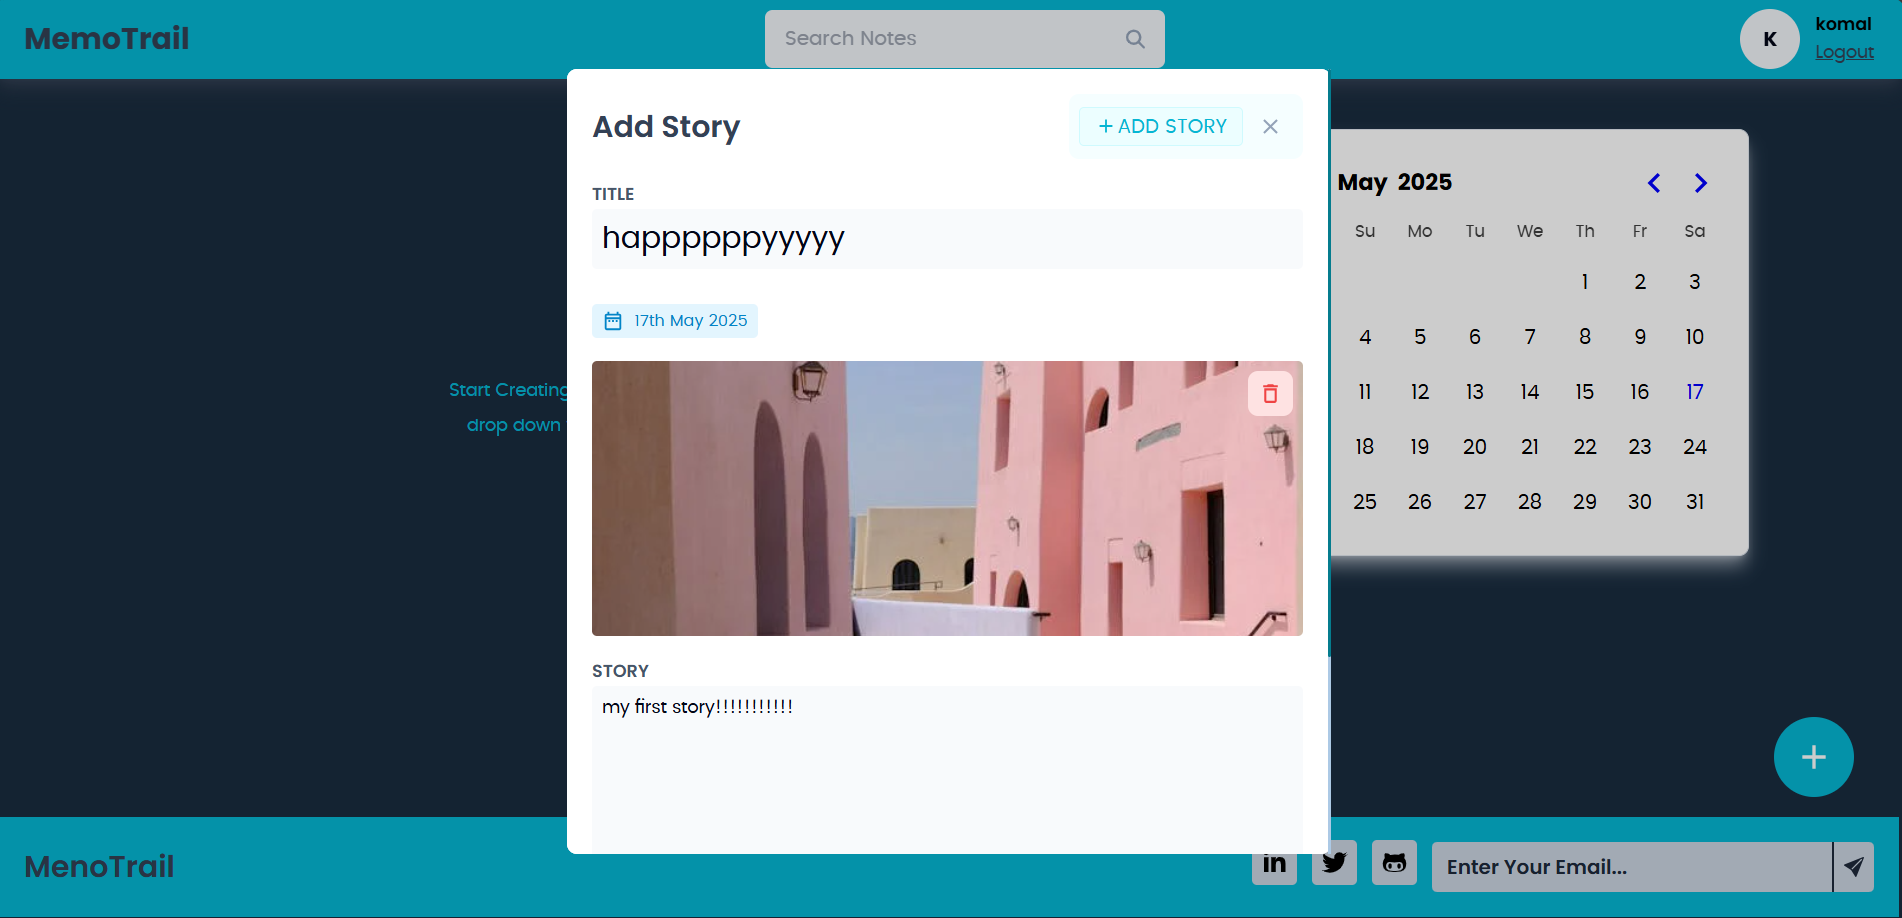 MemoTrail
Search Notes
K
komal
Logout
Add Story
+ ADD STORY
TITLE
happppppyyyyy
17th May 2025
Start Creating
drop down
STORY
my first story!!!!!!!!!!!
May 2025
Su Mo Tu We Th Fr Sa
1 2 3
4 5 6 7 8 9 10
11 12 13 14 15 16 17
18 19 20 21 22 23 24
25 26 27 28 29 30 31
MenoTrail
in
Enter Your Email...